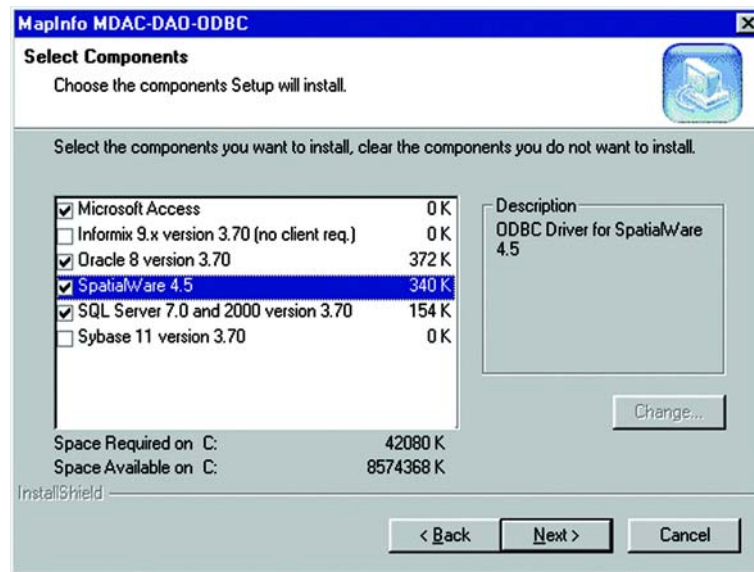 MapInfo MDAC-DAO-ODBC
Select Components
Choose the components Setup will install.
Select the components you want to install, clear the components you do not want to install.
Microsoft Access 0 K
Informix 9.x version 3.70 (no client req.) 0 K
Oracle 8 version 3.70 372 K
SpatialWare 4.5 340 K
SQL Server 7.0 and 2000 version 3.70 154 K
Sybase 11 version 3.70 0 K
Description
ODBC Driver for SpatialWare
4.5
Change...
Space Required on C: 42080 K
Space Available on C: 8574368 K
InstallShield
< Back
Next >
Cancel